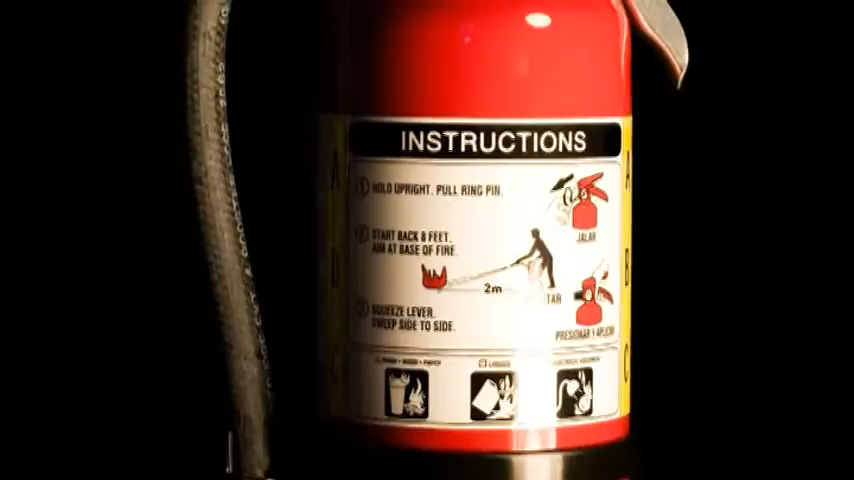 INSTRUCTIONS
1 HOLD UPRIGHT. PULL RING PIN.
JALAR
2 START BACK 8 FEET.
AIM AT BASE OF FIRE.
2m
3 SQUEEZE LEVER.
SWEEP SIDE TO SIDE.
PRESIONAR Y APLICAR
A
B
C